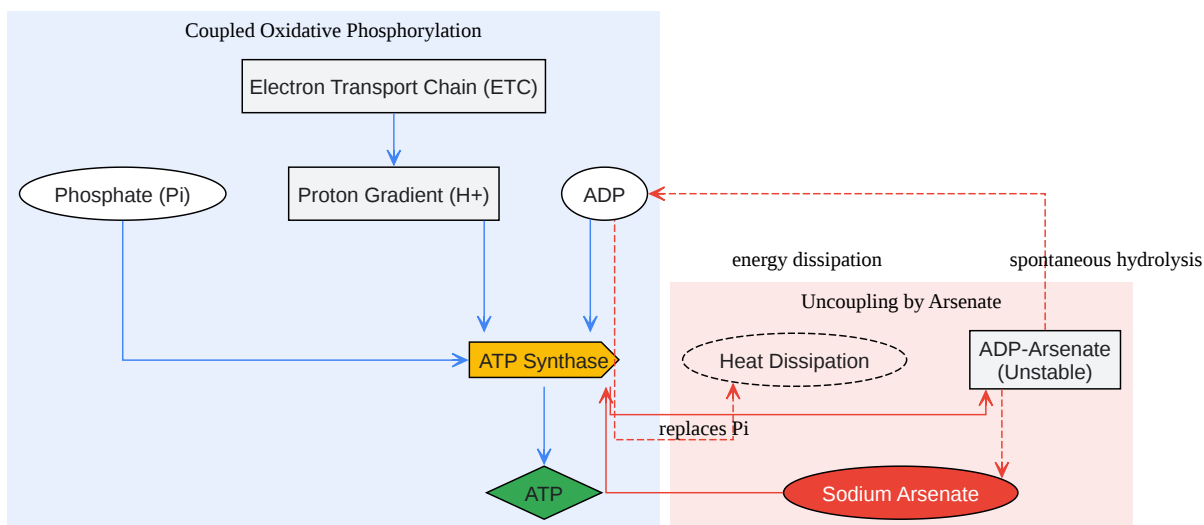 Coupled Oxidative Phosphorylation
Electron Transport Chain (ETC)
Phosphate (Pi)
Proton Gradient (H+)
ADP
energy dissipation
spontaneous hydrolysis
Uncoupling by Arsenate
ATP Synthase
Heat Dissipation
ADP-Arsenate
(Unstable)
replaces Pi
ATP
Sodium Arsenate